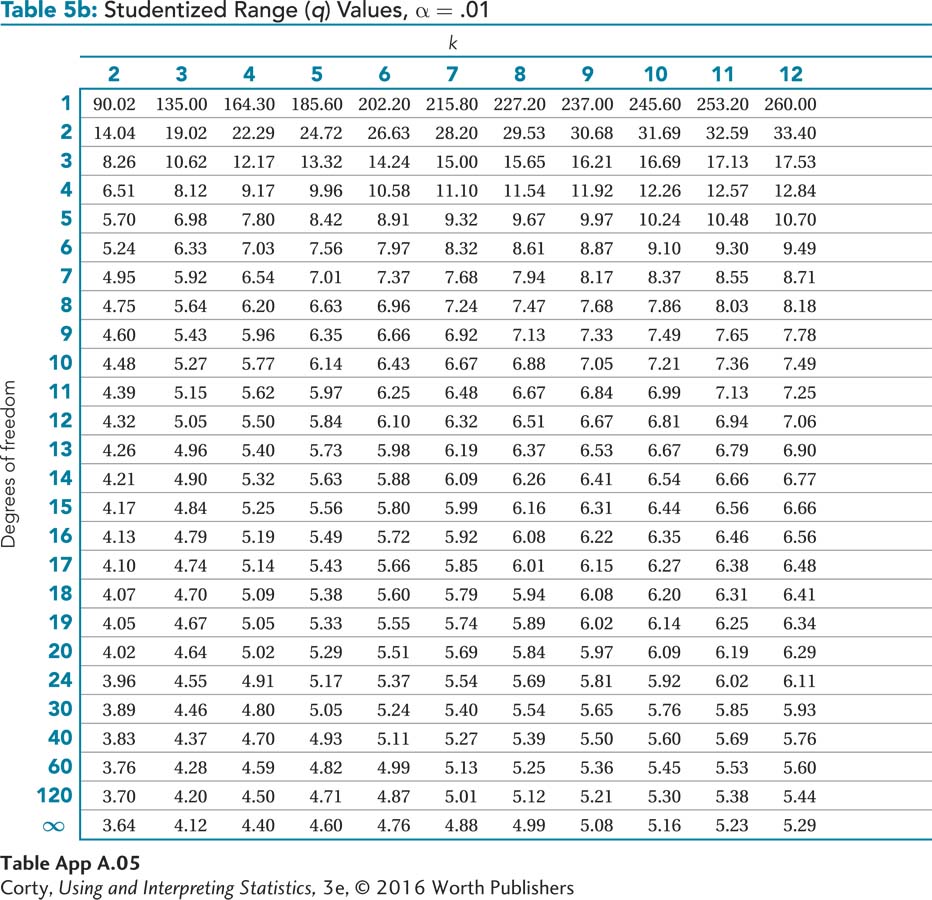 Table 5b: Studentized Range (q) Values, α = .01
k
2 3 4 5 6 7 8 9 10 11 12
1 90.02 135.00 164.30 185.60 202.20 215.80 227.20 237.00 245.60 253.20 260.00
2 14.04 19.02 22.29 24.72 26.63 28.20 29.53 30.68 31.69 32.59 33.40
3 8.26 10.62 12.17 13.32 14.24 15.00 15.65 16.21 16.69 17.13 17.53
4 6.51 8.12 9.17 9.96 10.58 11.10 11.54 11.92 12.26 12.57 12.84
5 5.70 6.98 7.80 8.42 8.91 9.32 9.67 9.97 10.24 10.48 10.70
6 5.24 6.33 7.03 7.56 7.97 8.32 8.61 8.87 9.10 9.30 9.49
7 4.95 5.92 6.54 7.01 7.37 7.68 7.94 8.17 8.37 8.55 8.71
8 4.75 5.64 6.20 6.63 6.96 7.24 7.47 7.68 7.86 8.03 8.18
9 4.60 5.43 5.96 6.35 6.66 6.92 7.13 7.33 7.49 7.65 7.78
10 4.48 5.27 5.77 6.14 6.43 6.67 6.88 7.05 7.21 7.36 7.49
11 4.39 5.15 5.62 5.97 6.25 6.48 6.67 6.84 6.99 7.13 7.25
12 4.32 5.05 5.50 5.84 6.10 6.32 6.51 6.67 6.81 6.94 7.06
13 4.26 4.96 5.40 5.73 5.98 6.19 6.37 6.53 6.67 6.79 6.90
14 4.21 4.90 5.32 5.63 5.88 6.09 6.26 6.41 6.54 6.66 6.77
15 4.17 4.84 5.25 5.56 5.80 5.99 6.16 6.31 6.44 6.56 6.66
16 4.13 4.79 5.19 5.49 5.72 5.92 6.08 6.22 6.35 6.46 6.56
17 4.10 4.74 5.14 5.43 5.66 5.85 6.01 6.15 6.27 6.38 6.48
18 4.07 4.70 5.09 5.38 5.60 5.79 5.94 6.08 6.20 6.31 6.41
19 4.05 4.67 5.05 5.33 5.55 5.74 5.89 6.02 6.14 6.25 6.34
20 4.02 4.64 5.02 5.29 5.51 5.69 5.84 5.97 6.09 6.19 6.29
24 3.96 4.55 4.91 5.17 5.37 5.54 5.69 5.81 5.92 6.02 6.11
30 3.89 4.46 4.80 5.05 5.24 5.40 5.54 5.65 5.76 5.85 5.93
40 3.83 4.37 4.70 4.93 5.11 5.27 5.39 5.50 5.60 5.69 5.76
60 3.76 4.28 4.59 4.82 4.99 5.13 5.25 5.36 5.45 5.53 5.60
120 3.70 4.20 4.50 4.71 4.87 5.01 5.12 5.21 5.30 5.38 5.44
∞ 3.64 4.12 4.40 4.60 4.76 4.88 4.99 5.08 5.16 5.23 5.29
Degrees of freedom
Table App A.05
Corty, Using and Interpreting Statistics, 3e, © 2016 Worth Publishers